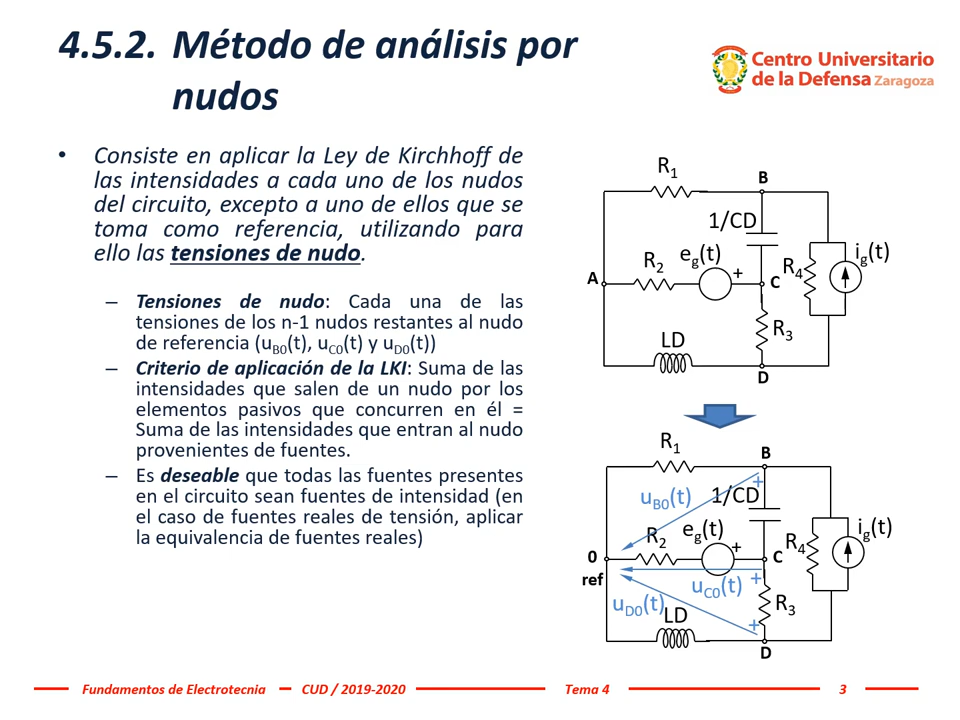 4.5.2. Método de análisis por
nudos
Centro Universitario
de la Defensa Zaragoza
• Consiste en aplicar la Ley de Kirchhoff de
las intensidades a cada uno de los nudos
del circuito, excepto a uno de ellos que se
toma como referencia, utilizando para
ello las tensiones de nudo.
– Tensiones de nudo: Cada una de las
tensiones de los n-1 nudos restantes al nudo
de referencia (uB0(t), uC0(t) y uD0(t))
– Criterio de aplicación de la LKI: Suma de las
intensidades que salen de un nudo por los
elementos pasivos que concurren en él =
Suma de las intensidades que entran al nudo
provenientes de fuentes.
– Es deseable que todas las fuentes presentes
en el circuito sean fuentes de intensidad (en
el caso de fuentes reales de tensión, aplicar
la equivalencia de fuentes reales)
R1
B
1/CD
eg(t)
ig(t)
R2
+
R4
A
C
R3
LD
D
R1
B
+
uB0(t)
1/CD
eg(t)
ig(t)
R2
+
R4
0
C
ref
+
uC0(t)
uD0(t)
R3
LD
+
D
Fundamentos de Electrotecnia
CUD / 2019-2020
Tema 4
3